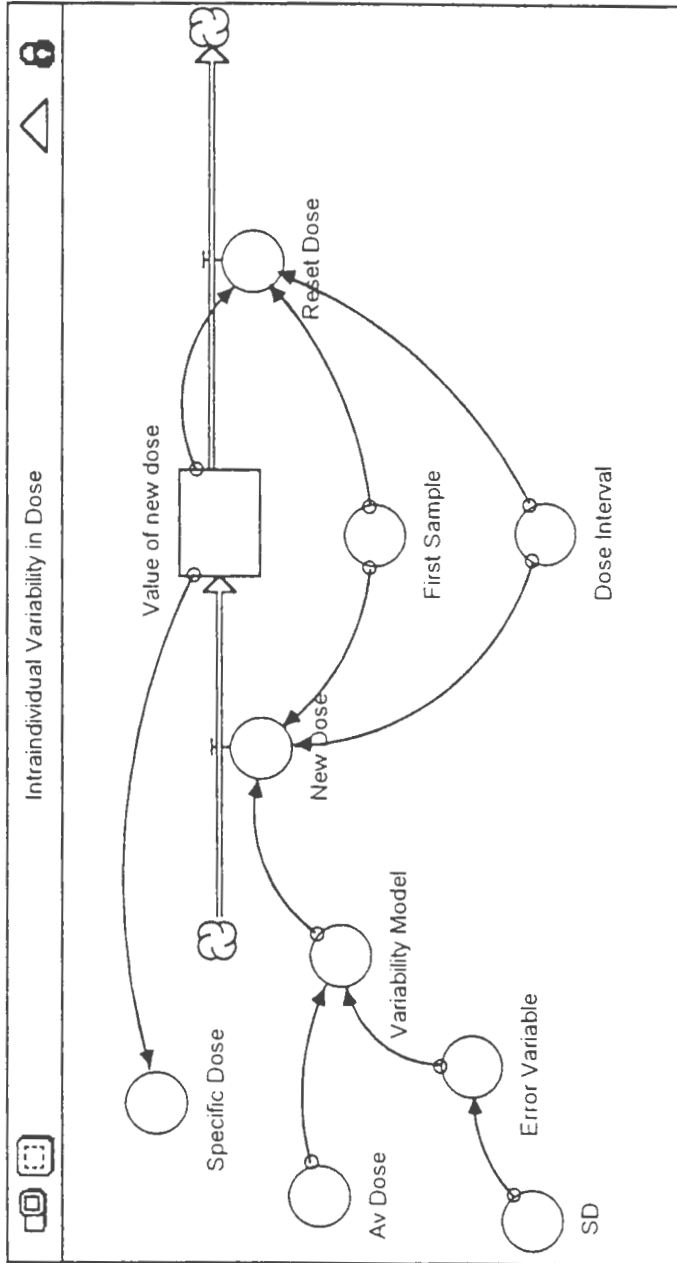 Intraindividual Variability in Dose
Specific Dose
Value of new dose
Reset Dose
New Dose
First Sample
Av Dose
Variability Model
Dose Interval
Error Variable
SD